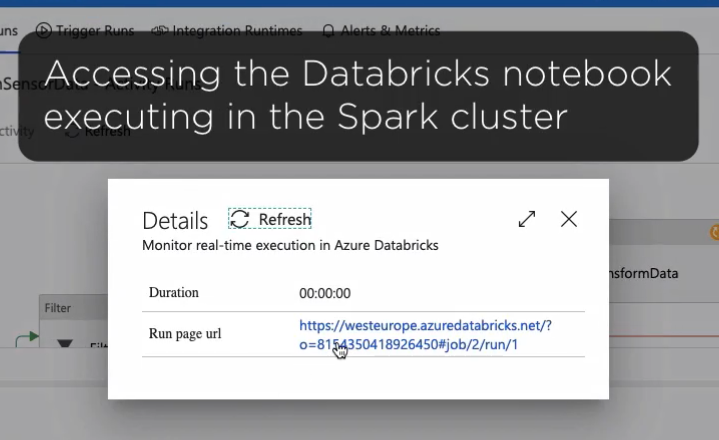 uns Trigger Runs Integration Runtimes Alerts & Metrics
Accessing the Databricks notebook
executing in the Spark cluster
Refresh
Details Refresh
Monitor real-time execution in Azure Databricks
nsformData
Duration 00:00:00
Filter
Run page url https://westeurope.azuredatabricks.net/?
o=8154350418926450#job/2/run/1